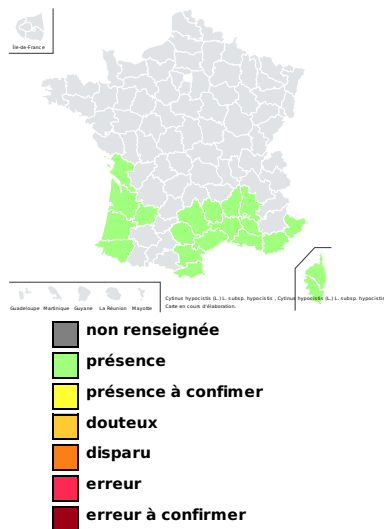 Île-de-France
Guadeloupe Martinique Guyane La Réunion Mayotte
Cytinus hypocistis (L.) L. subsp. hypocistis , Cytinus hypocistis (L.) L. subsp. hypocistis
Carte en cours d'élaboration.
non renseignée
présence
présence à confimer
douteux
disparu
erreur
erreur à confirmer